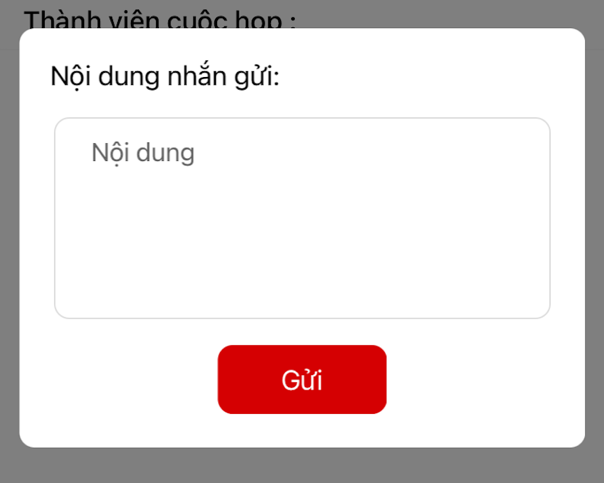 Thành viên cuộc họp :
Nội dung nhắn gửi:
Nội dung
Gửi